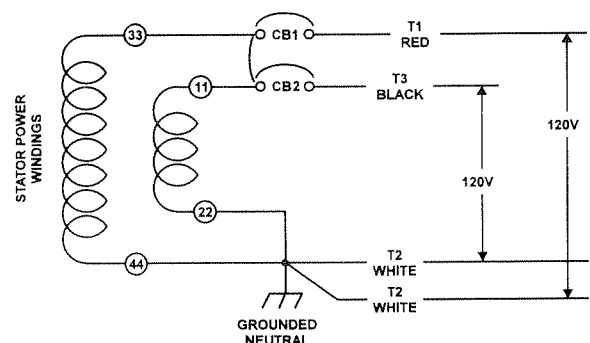 33
CB1
T1
RED
11
CB2
T3
BLACK
120V
120V
STATOR POWER
WINDINGS
22
44
T2
WHITE
T2
WHITE
GROUNDED
NEUTRAL